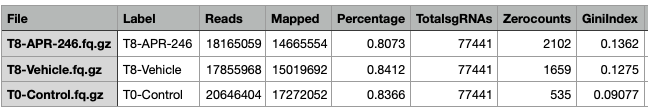 File Label Reads Mapped Percentage TotalsgRNAs Zerocounts GiniIndex
T8-APR-246.fq.gz T8-APR-246 18165059 14665554 0.8073 77441 2102 0.1362
T8-Vehicle.fq.gz T8-Vehicle 17855968 15019692 0.8412 77441 1659 0.1275
T0-Control.fq.gz T0-Control 20646404 17272052 0.8366 77441 535 0.09077